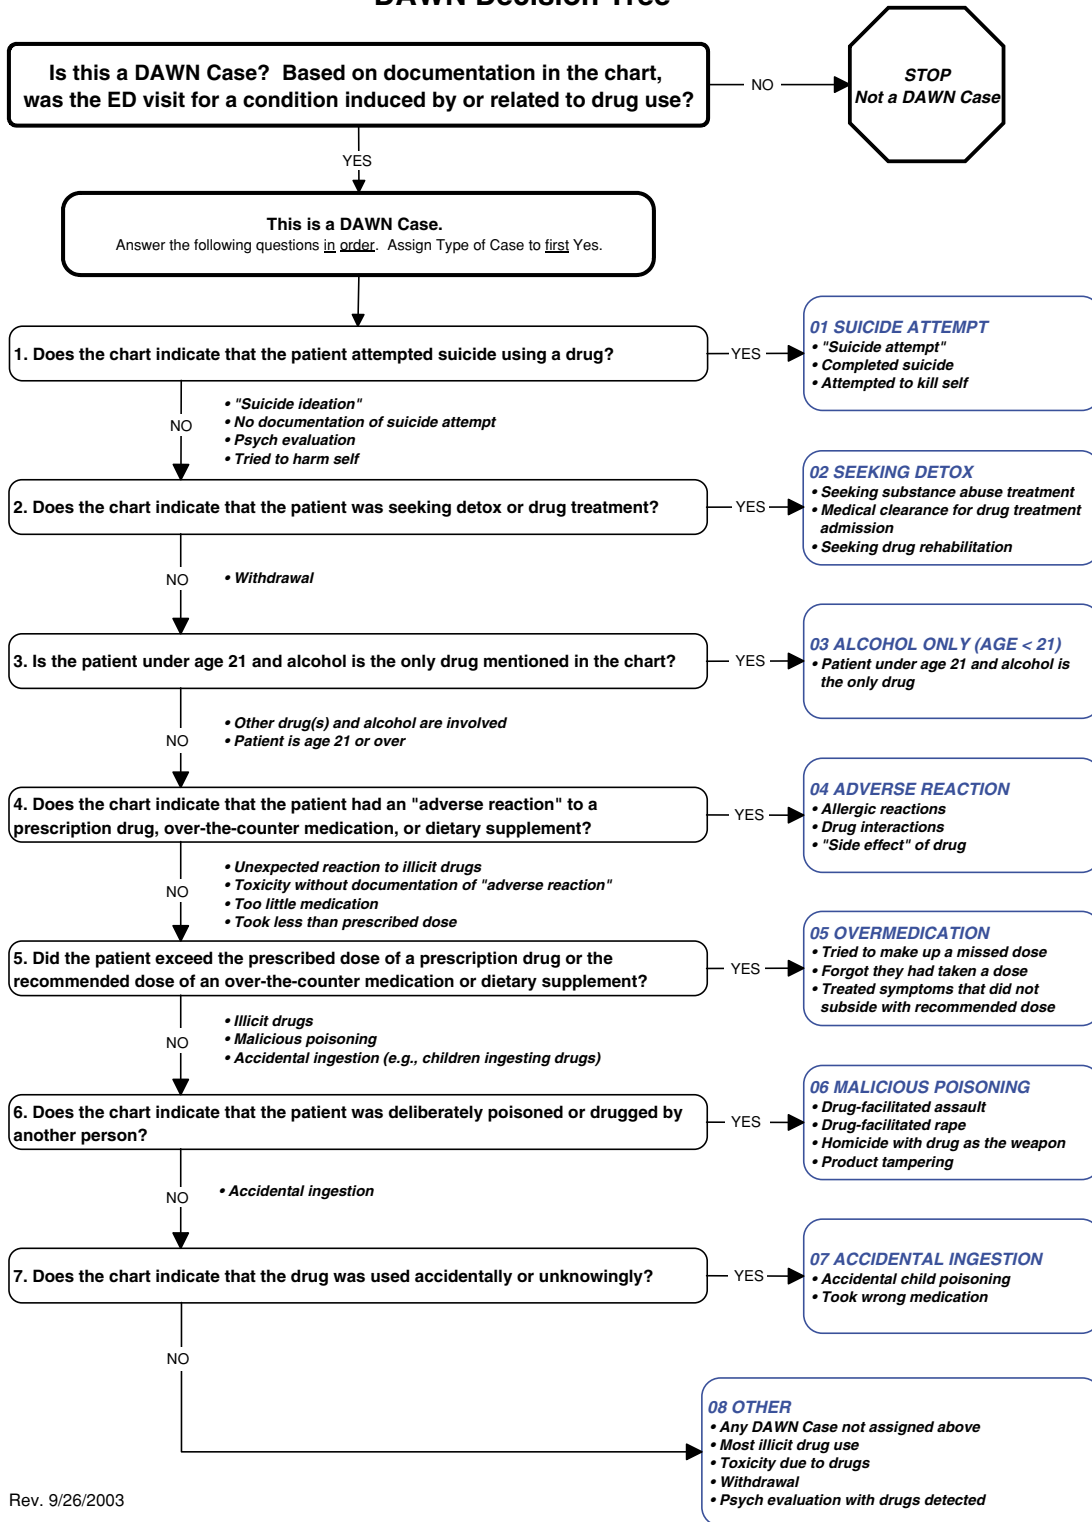 DAWN Decision Tree
Is this a DAWN Case? Based on documentation in the chart,
was the ED visit for a condition induced by or related to drug use?
NO
STOP
Not a DAWN Case
YES
This is a DAWN Case.
Answer the following questions in order. Assign Type of Case to first Yes.
1. Does the chart indicate that the patient attempted suicide using a drug?
YES
01 SUICIDE ATTEMPT
• "Suicide attempt"
• Completed suicide
• Attempted to kill self
NO
• "Suicide ideation"
• No documentation of suicide attempt
• Psych evaluation
• Tried to harm self
2. Does the chart indicate that the patient was seeking detox or drug treatment?
YES
02 SEEKING DETOX
• Seeking substance abuse treatment
• Medical clearance for drug treatment
admission
• Seeking drug rehabilitation
NO
• Withdrawal
3. Is the patient under age 21 and alcohol is the only drug mentioned in the chart?
YES
03 ALCOHOL ONLY (AGE < 21)
• Patient under age 21 and alcohol is
the only drug
NO
• Other drug(s) and alcohol are involved
• Patient is age 21 or over
4. Does the chart indicate that the patient had an "adverse reaction" to a
prescription drug, over-the-counter medication, or dietary supplement?
YES
04 ADVERSE REACTION
• Allergic reactions
• Drug interactions
• "Side effect" of drug
NO
• Unexpected reaction to illicit drugs
• Toxicity without documentation of "adverse reaction"
• Too little medication
• Took less than prescribed dose
5. Did the patient exceed the prescribed dose of a prescription drug or the
recommended dose of an over-the-counter medication or dietary supplement?
YES
05 OVERMEDICATION
• Tried to make up a missed dose
• Forgot they had taken a dose
• Treated symptoms that did not
subside with recommended dose
NO
• Illicit drugs
• Malicious poisoning
• Accidental ingestion (e.g., children ingesting drugs)
6. Does the chart indicate that the patient was deliberately poisoned or drugged by
another person?
YES
06 MALICIOUS POISONING
• Drug-facilitated assault
• Drug-facilitated rape
• Homicide with drug as the weapon
• Product tampering
NO
• Accidental ingestion
7. Does the chart indicate that the drug was used accidentally or unknowingly?
YES
07 ACCIDENTAL INGESTION
• Accidental child poisoning
• Took wrong medication
NO
08 OTHER
• Any DAWN Case not assigned above
• Most illicit drug use
• Toxicity due to drugs
• Withdrawal
• Psych evaluation with drugs detected
Rev. 9/26/2003